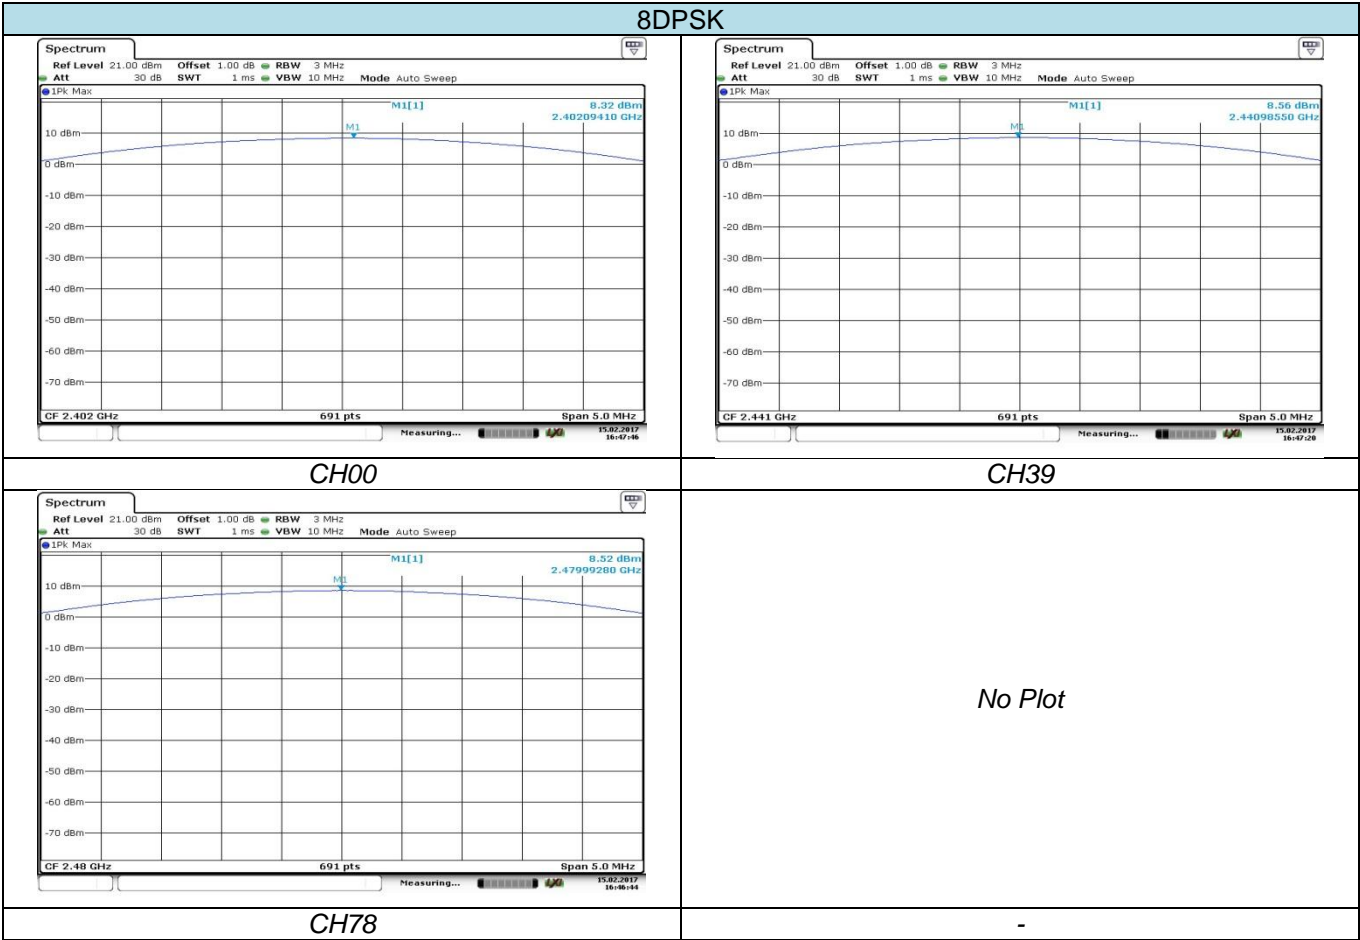 8DPSK
Spectrum
Ref Level 21.00 dBm Offset 1.00 dB RBW 3 MHz
Att 30 dB SWT 1 ms VBW 10 MHz Mode Auto Sweep
1Pk Max
M1[1] 8.32 dBm
2.40209410 GHz
M1
10 dBm
0 dBm
-10 dBm
-20 dBm
-30 dBm
-40 dBm
-50 dBm
-60 dBm
-70 dBm
CF 2.402 GHz 691 pts Span 5.0 MHz
Measuring... 15.02.2017
16:47:46
CH00
Spectrum
Ref Level 21.00 dBm Offset 1.00 dB RBW 3 MHz
Att 30 dB SWT 1 ms VBW 10 MHz Mode Auto Sweep
1Pk Max
M1[1] 8.56 dBm
2.44098550 GHz
M1
10 dBm
0 dBm
-10 dBm
-20 dBm
-30 dBm
-40 dBm
-50 dBm
-60 dBm
-70 dBm
CF 2.441 GHz 691 pts Span 5.0 MHz
Measuring... 15.02.2017
16:47:20
CH39
Spectrum
Ref Level 21.00 dBm Offset 1.00 dB RBW 3 MHz
Att 30 dB SWT 1 ms VBW 10 MHz Mode Auto Sweep
1Pk Max
M1[1] 8.52 dBm
2.47999280 GHz
M1
10 dBm
0 dBm
-10 dBm
-20 dBm
-30 dBm
-40 dBm
-50 dBm
-60 dBm
-70 dBm
CF 2.48 GHz 691 pts Span 5.0 MHz
Measuring... 15.02.2017
16:46:44
CH78
No Plot
-